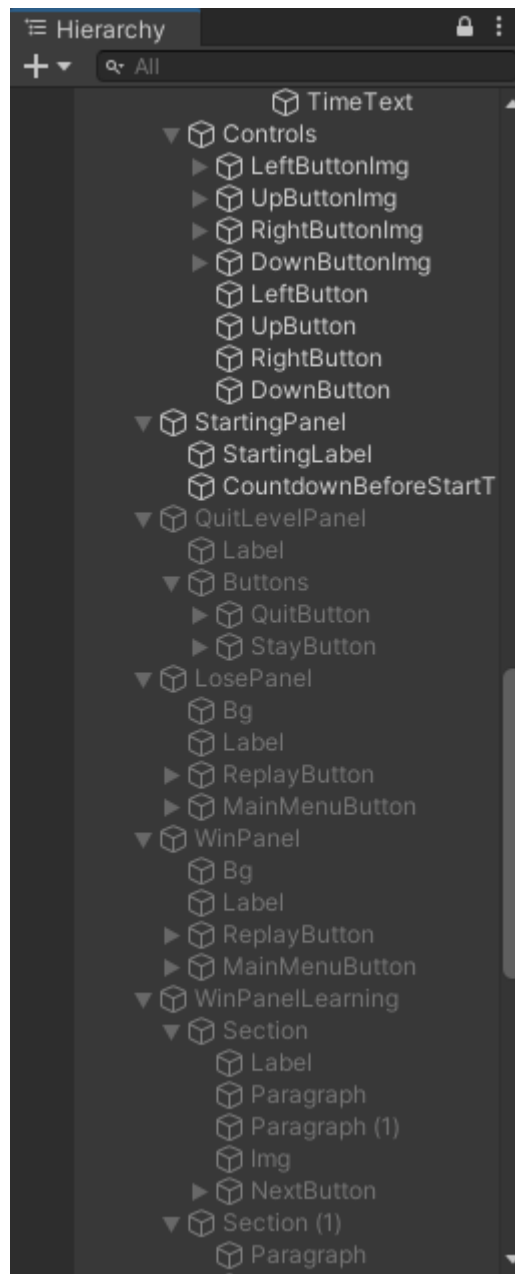 Hierarchy
All
TimeText
Controls
LeftButtonImg
UpButtonImg
RightButtonImg
DownButtonImg
LeftButton
UpButton
RightButton
DownButton
StartingPanel
StartingLabel
CountdownBeforeStartT
QuitLevelPanel
Label
Buttons
QuitButton
StayButton
LosePanel
Bg
Label
ReplayButton
MainMenuButton
WinPanel
Bg
Label
ReplayButton
MainMenuButton
WinPanelLearning
Section
Label
Paragraph
Paragraph (1)
Img
NextButton
Section (1)
Paragraph